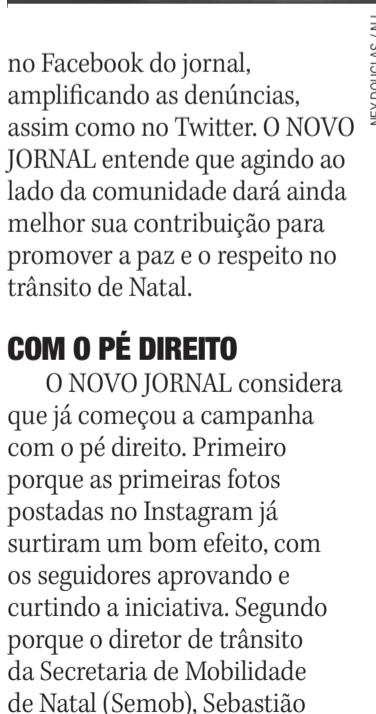 no Facebook do jornal,
amplificando as denúncias,
assim como no Twitter. O NOVO
JORNAL entende que agindo ao
lado da comunidade dará ainda
melhor sua contribuição para
promover a paz e o respeito no
trânsito de Natal.
COM O PÉ DIREITO
O NOVO JORNAL considera
que já começou a campanha
com o pé direito. Primeiro
porque as primeiras fotos
postadas no Instagram já
surtiram um bom efeito, com
os seguidores aprovando e
curtindo a iniciativa. Segundo
porque o diretor de trânsito
da Secretaria de Mobilidade
de Natal (Semob), Sebastião
NEY DOUGLAS / NJ